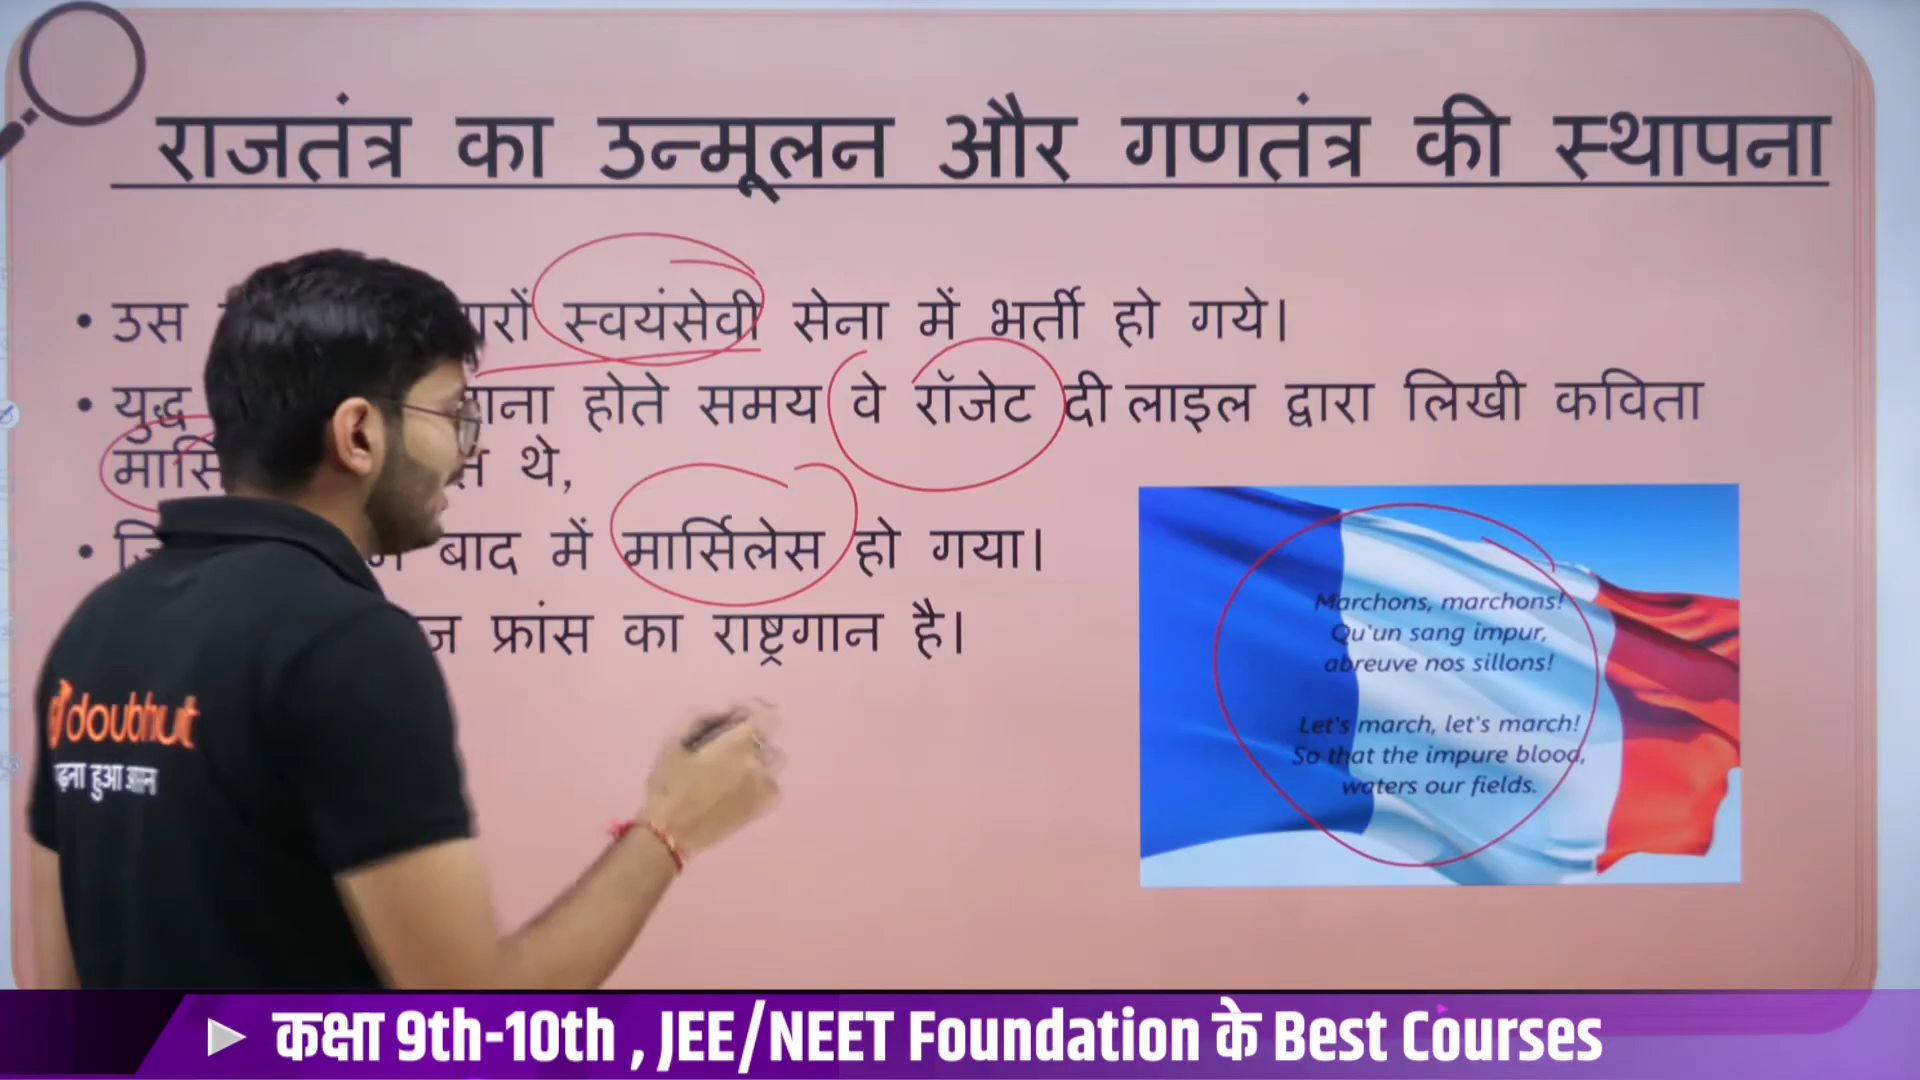 राजतंत्र का उन्मूलन और गणतंत्र की स्थापना
• उस स्वयंसेवी सेना में भर्ती हो गये।
• युद्ध होते समय वे रॉजेट दी लाइल द्वारा लिखी कविता
थे,
• बाद में मार्सिलेस हो गया।
फ्रांस का राष्ट्रगान है।
Marchons, marchons!
Qu'un sang impur,
abreuve nos sillons!
Let's march, let's march!
So that the impure blood,
waters our fields.
doubtnut
हुआ
कक्षा 9th-10th , JEE/NEET Foundation के Best Courses